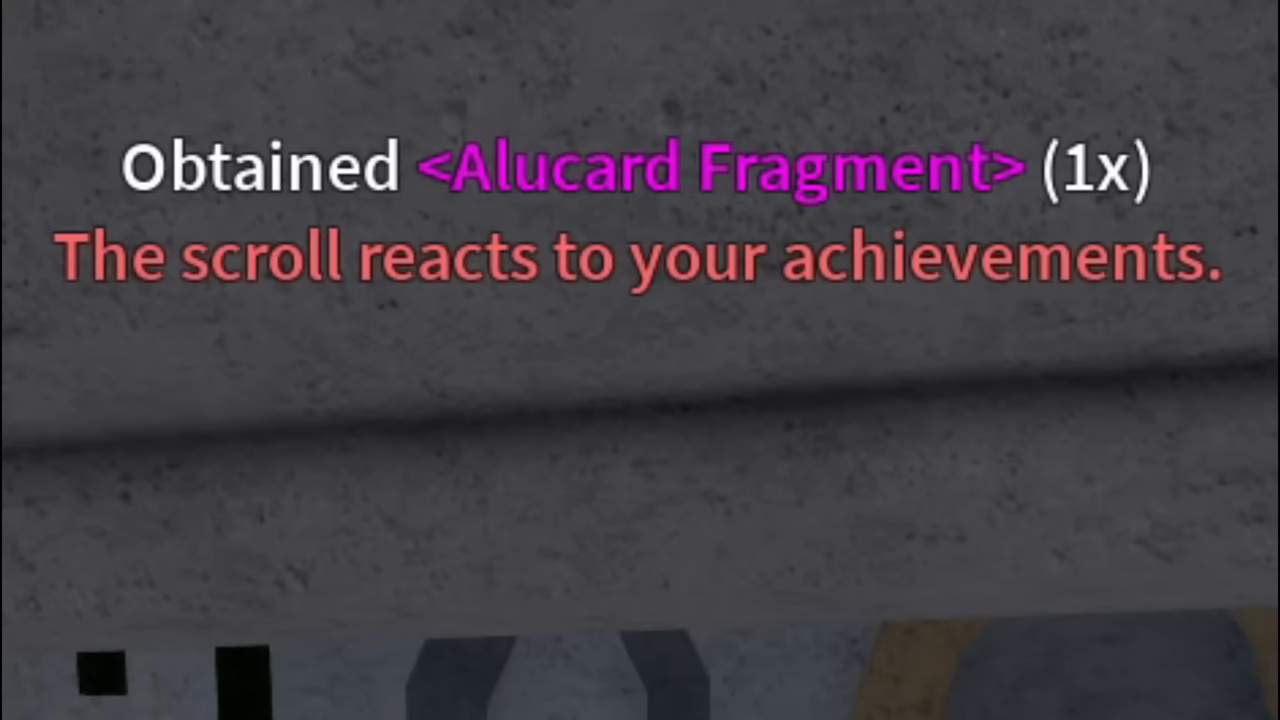 Obtained <Alucard Fragment> (1x)
The scroll reacts to your achievements.